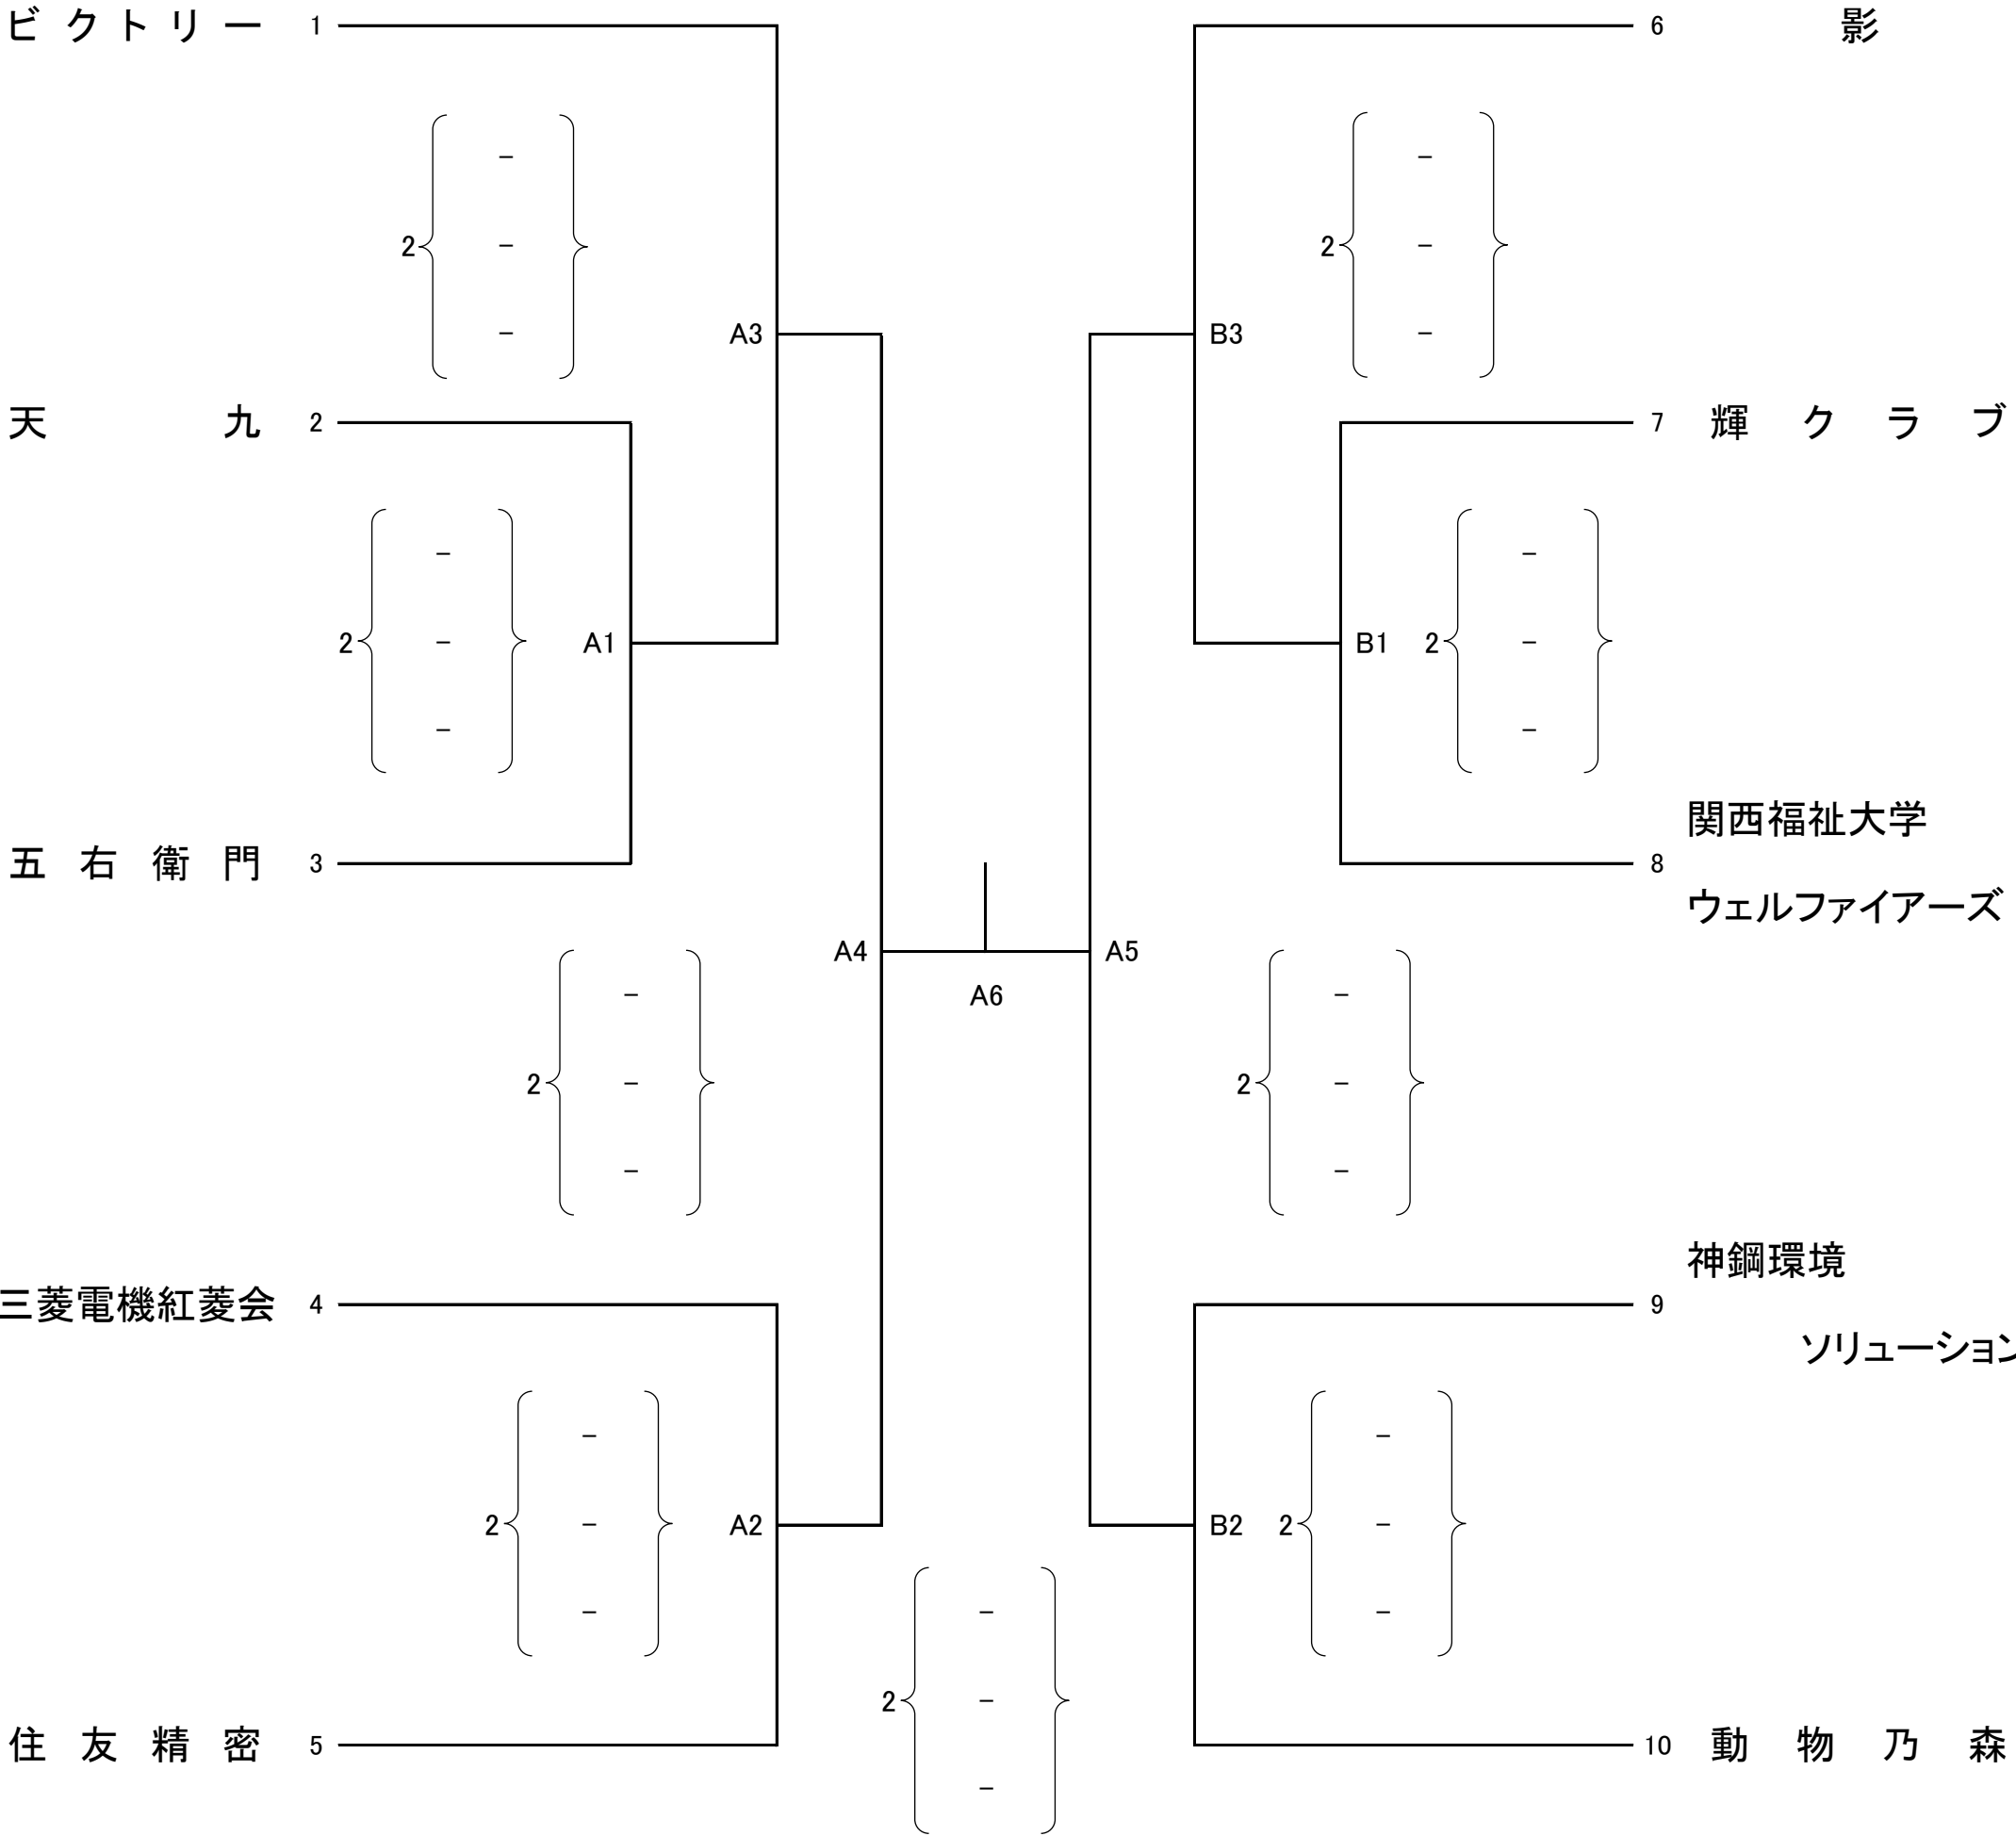 ビクトリー 1
6 影
-
-
2 - 2 -
- -
A3 B3
天九 2
7 輝クラブ
- -
2 - A1 B1 2 -
- -
関西福祉大学
五右衛門 3
8
ウェルファイアーズ
A4 A5
- A6 -
2 - 2 -
- -
神鋼環境
三菱電機紅菱会 4
9
ソリューション
- -
2 - A2 B2 2 -
- - -
2 -
住友精密 5
10 動物乃森
-